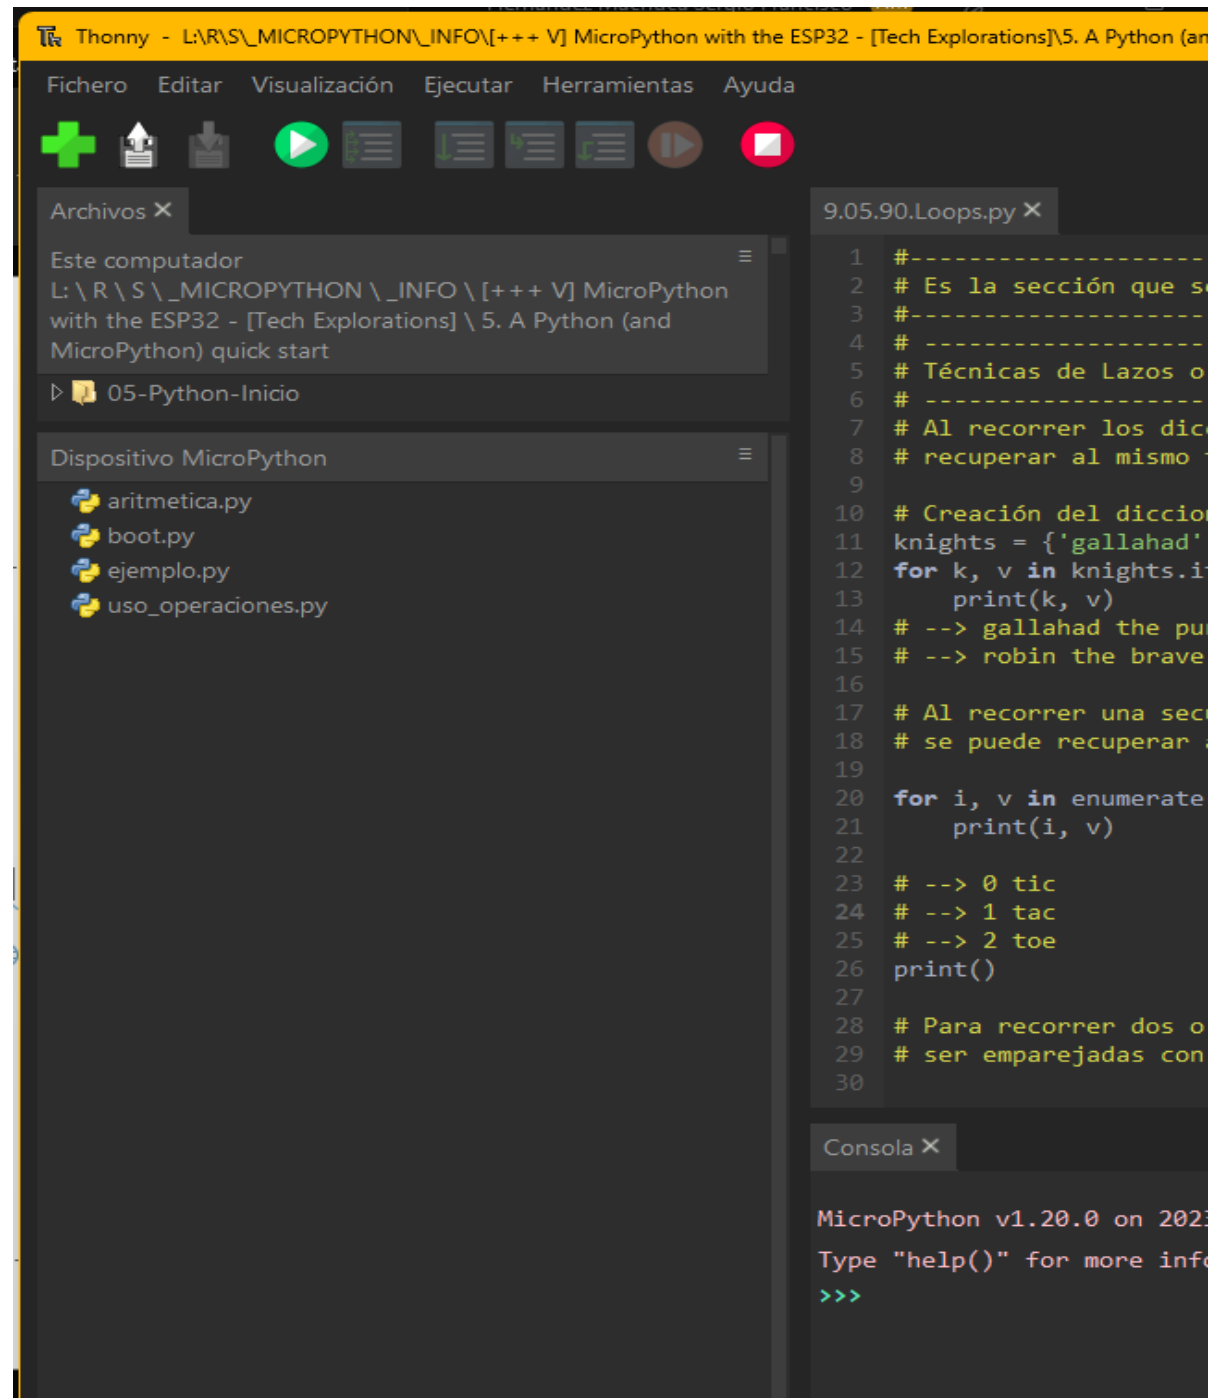 Thonny - L:\R\S\_MICROPYTHON\_INFO\[+++ V] MicroPython with the ESP32 - [Tech Explorations]\5. A Python (an
Fichero Editar Visualización Ejecutar Herramientas Ayuda
Archivos
Este computador
L: \ R \ S \ _MICROPYTHON \ _INFO \ [+++ V] MicroPython
with the ESP32 - [Tech Explorations] \ 5. A Python (and
MicroPython) quick start
05-Python-Inicio
Dispositivo MicroPython
aritmetica.py
boot.py
ejemplo.py
uso_operaciones.py
9.05.90.Loops.py
1 #--------------------
2 # Es la sección que s
3 #--------------------
4 # -------------------
5 # Técnicas de Lazos o
6 # -------------------
7 # Al recorrer los dic
8 # recuperar al mismo
9
10 # Creación del diccio
11 knights = {'gallahad'
12 for k, v in knights.i
13     print(k, v)
14 # --> gallahad the pu
15 # --> robin the brave
16
17 # Al recorrer una sec
18 # se puede recuperar
19
20 for i, v in enumerate
21     print(i, v)
22
23 # --> 0 tic
24 # --> 1 tac
25 # --> 2 toe
26 print()
27
28 # Para recorrer dos o
29 # ser emparejadas con
30
Consola
MicroPython v1.20.0 on 202
Type "help()" for more inf
>>>